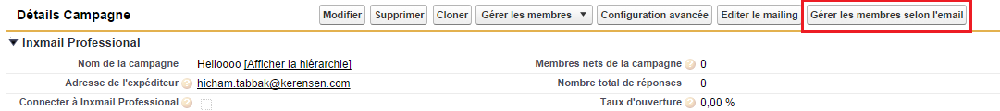 Détails Campagne Modifier Supprimer Cloner Gérer les membres Configuration avancée Editer le mailing Gérer les membres selon l'email
Inxmail Professional
Nom de la campagne Helloooo [Afficher la hiérarchie] Membres nets de la campagne ? 0
Adresse de l'expéditeur ? hicham.tabbak@kerensen.com Nombre total de réponses 0
Connecter à Inxmail Professional ? Taux d'ouverture ? 0,00 %